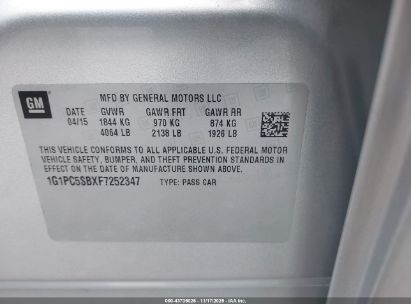 GM
MFD BY GENERAL MOTORS LLC
DATE GVWR GAWR FRT GAWR RR
04/15 1844 KG 970 KG 874 KG
4064 LB 2138 LB 1926 LB
THIS VEHICLE CONFORMS TO ALL APPLICABLE U.S. FEDERAL MOTOR
VEHICLE SAFETY, BUMPER, AND THEFT PREVENTION STANDARDS IN
EFFECT ON THE DATE OF MANUFACTURE SHOWN ABOVE.
1G1PC5SBXF7252347 TYPE: PASS CAR